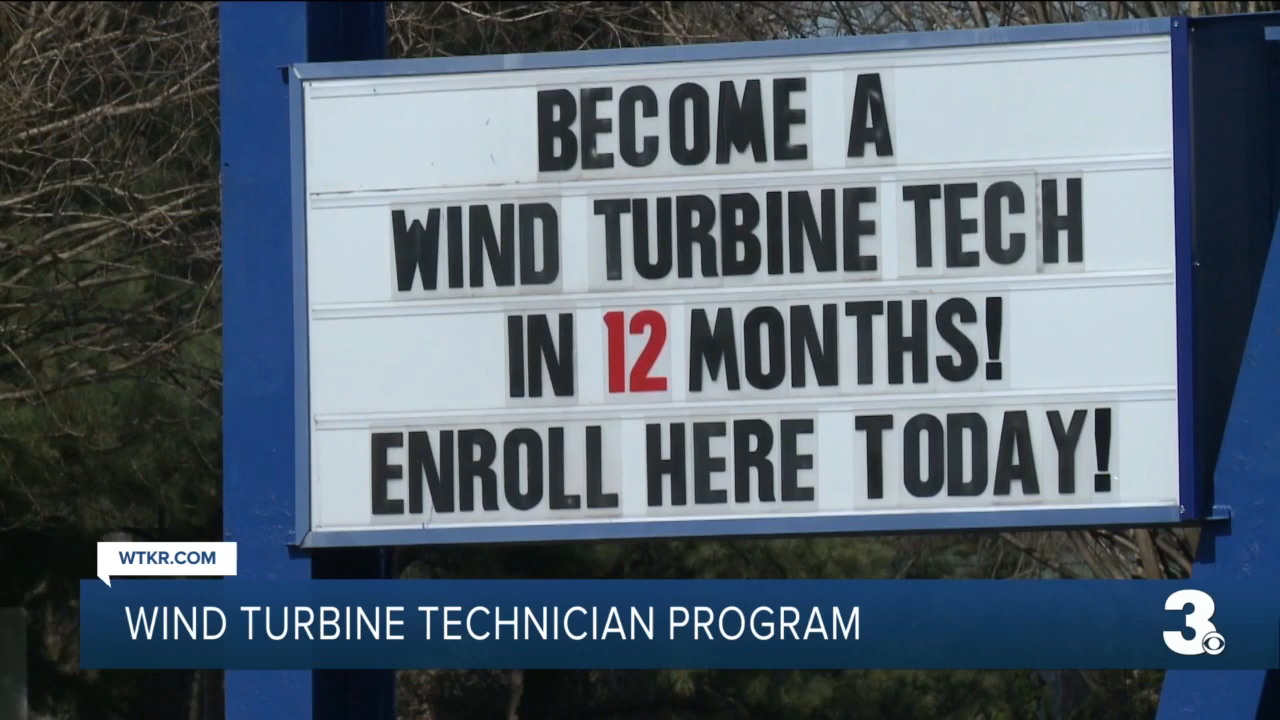 BECOME A
WIND TURBINE TECH
IN 12 MONTHS!
ENROLL HERE TODAY!
WTKR.COM
WIND TURBINE TECHNICIAN PROGRAM
3